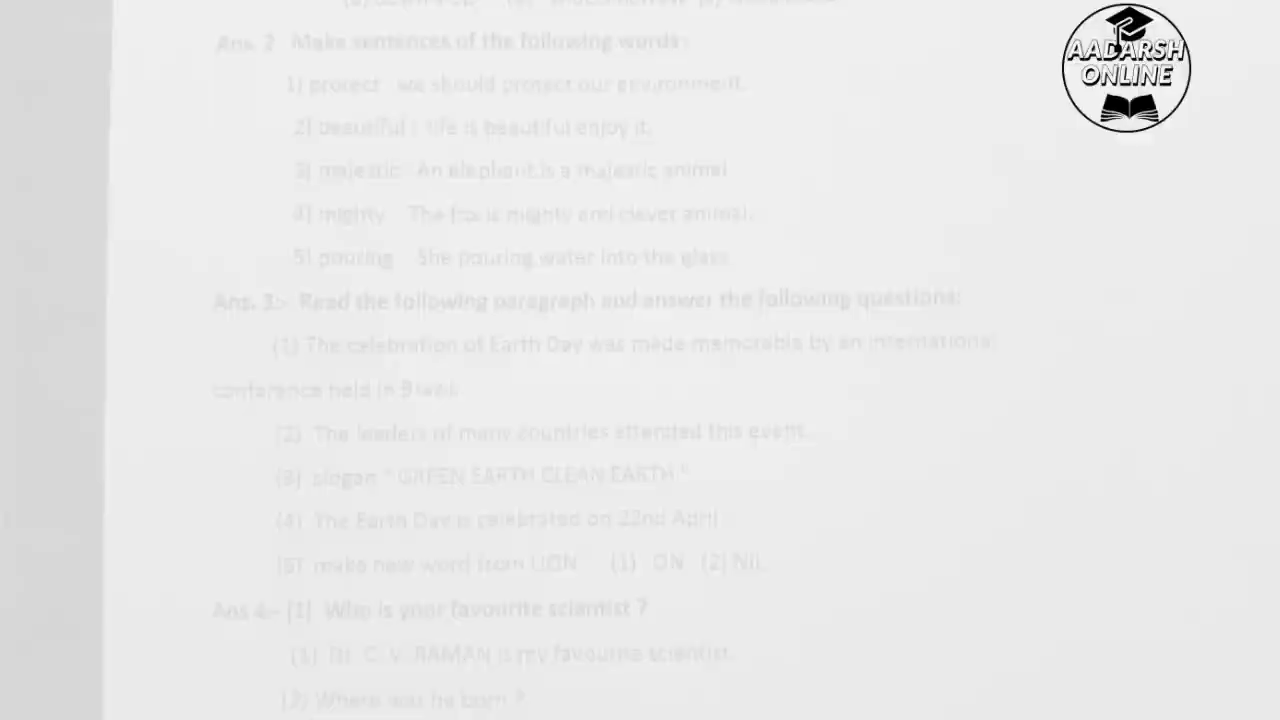 AADARSH
ONLINE
Ans. 2 Make sentences of the following words:-
1) protect we should protect our environment.
2) beautiful : life is beautiful enjoy it.
3) majestic An elephant is a majestic animal
4) mighty The fox is mighty and clever animal.
5) pouring She pouring water into the glass
Ans. 3:- Read the following paragraph and answer the following questions:
(1) The celebration of Earth Day was made memorable by an international
conference held in
(2) The leaders of many countries attended this event.
(3) slogan " GREEN EARTH CLEAN EARTH "
(4) The Earth Day is celebrated on 22nd April
(5) make new word from LION (1) ON (2) Nil
Ans 4:- (1) Who is your favourite scientist ?
(1) C. V. RAMAN is my favourite scientist.
(2) Where was he born ?